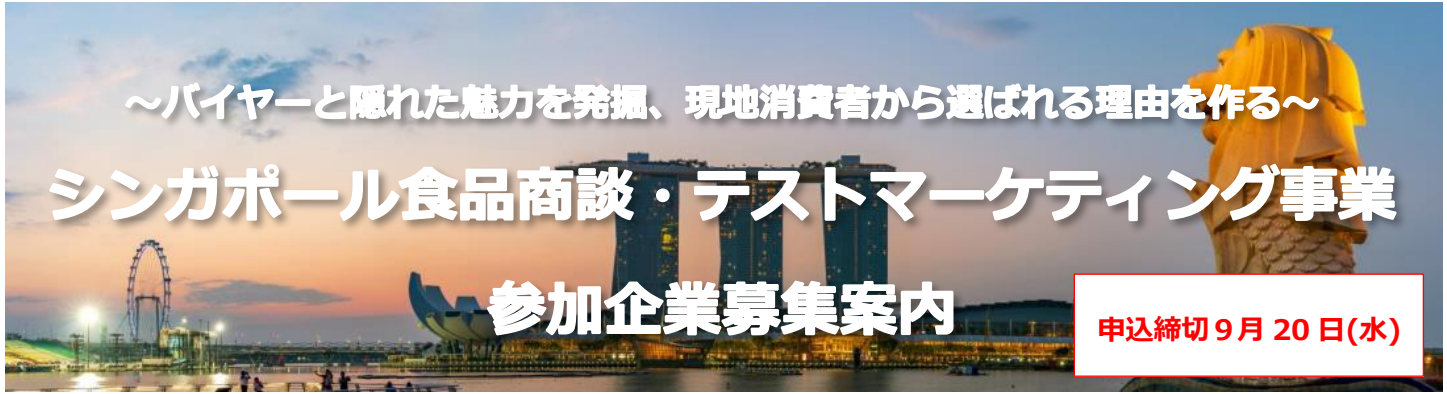 ～バイヤーと隠れた魅力を発掘、現地消費者から選ばれる理由を作る～
シンガポール食品商談・テストマーケティング事業
参加企業募集案内
申込締切９月 20 日(水)